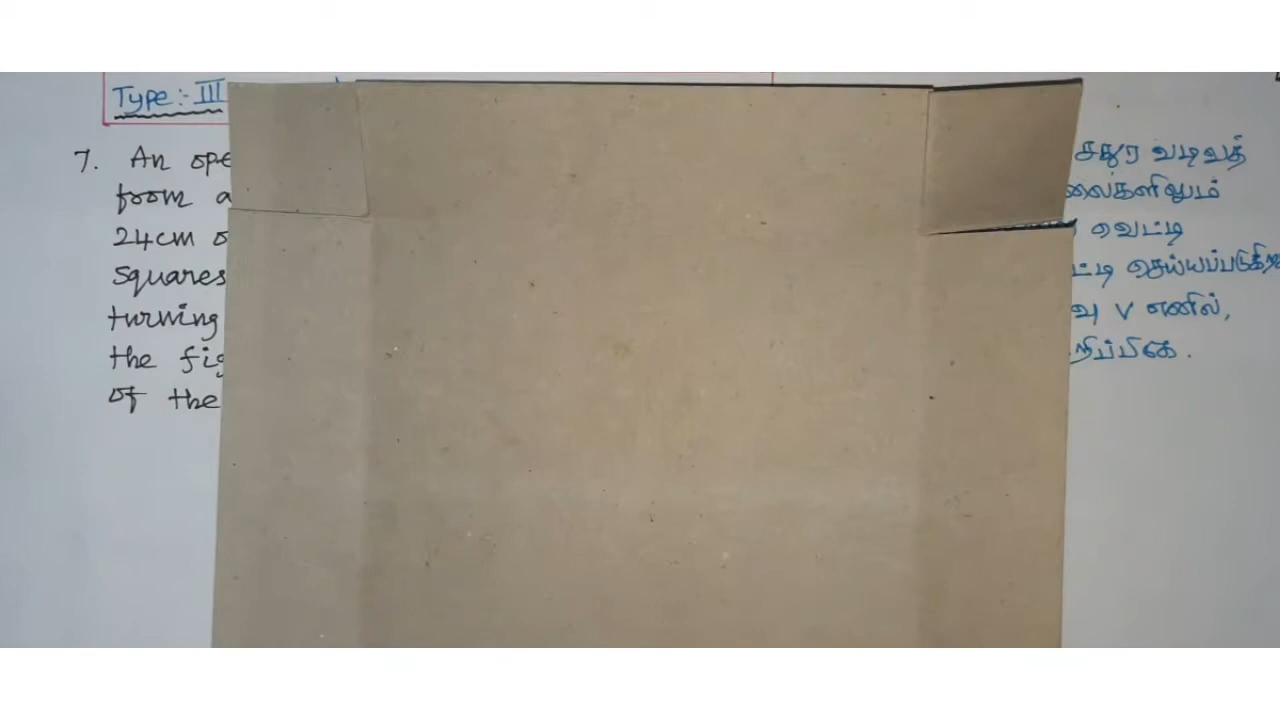 Type:- III
7. An ope
from a
24cm o
squares
turning
the fig
of the
சதுர வடிவத்
லைகளிலும்
வெட்டி
ட்டி செய்யப்படுகிற
வு V எனில்,
றிப்பிகே.